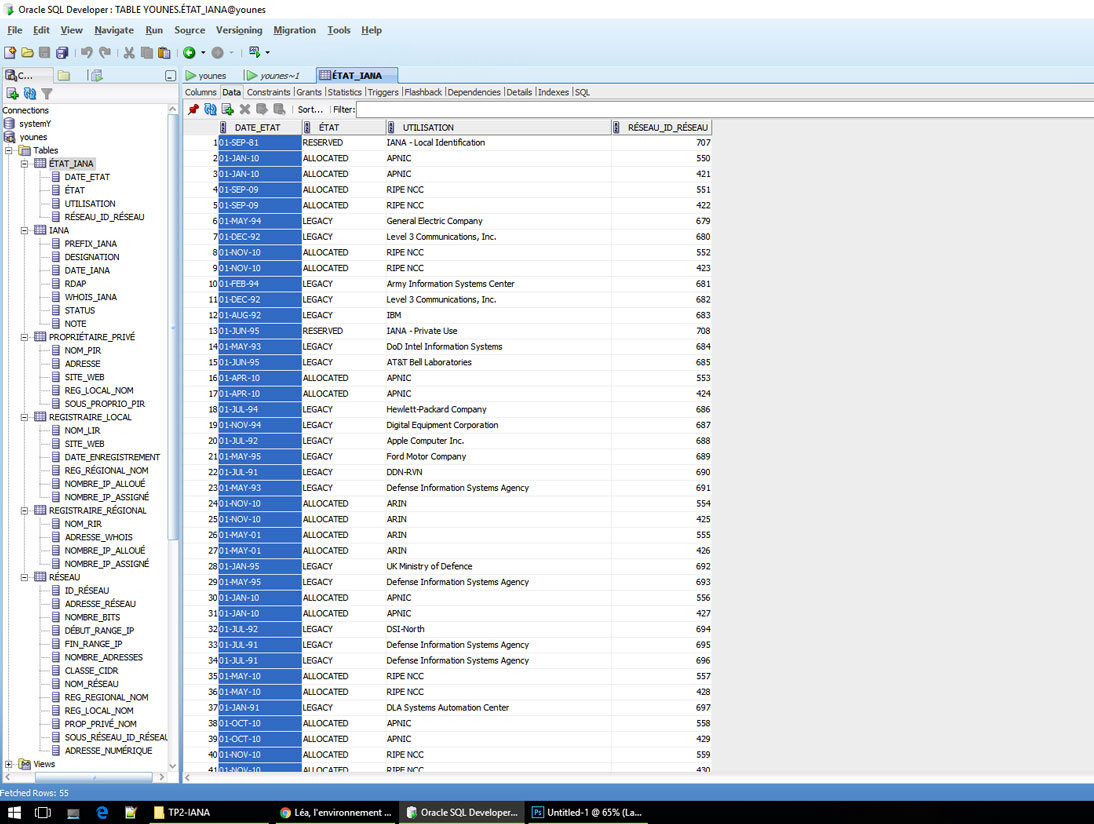 Oracle SQL Developer : TABLE YOUNES.ÉTAT_IANA@younes
File Edit View Navigate Run Source Versioning Migration Tools Help
C... younes younes~1 ÉTAT_IANA
Columns Data Constraints Grants Statistics Triggers Flashback Dependencies Details Indexes SQL
Sort... Filter:
Connections
systemY
younes
Tables
ÉTAT_IANA
DATE_ETAT
ÉTAT
UTILISATION
RÉSEAU_ID_RÉSEAU
IANA
PREFIX_IANA
DESIGNATION
DATE_IANA
RDAP
WHOIS_IANA
STATUS
NOTE
PROPRIÉTAIRE_PRIVÉ
NOM_PIR
ADRESSE
SITE_WEB
REG_LOCAL_NOM
SOUS_PROPRIO_PIR
REGISTRAIRE_LOCAL
NOM_LIR
SITE_WEB
DATE_ENREGISTREMENT
REG_RÉGIONAL_NOM
NOMBRE_IP_ALLOUÉ
NOMBRE_IP_ASSIGNÉ
REGISTRAIRE_RÉGIONAL
NOM_RIR
ADRESSE_WHOIS
NOMBRE_IP_ALLOUÉ
NOMBRE_IP_ASSIGNÉ
RÉSEAU
ID_RÉSEAU
ADRESSE_RÉSEAU
NOMBRE_BITS
DÉBUT_RANGE_IP
FIN_RANGE_IP
NOMBRE_ADRESSES
CLASSE_CIDR
NOM_RÉSEAU
REG_REGIONAL_NOM
REG_LOCAL_NOM
PROP_PRIVÉ_NOM
SOUS_RÉSEAU_ID_RÉSEAU
ADRESSE_NUMÉRIQUE
Views
DATE_ETAT ÉTAT UTILISATION RÉSEAU_ID_RÉSEAU
1 01-SEP-81 RESERVED IANA - Local Identification 707
2 01-JAN-10 ALLOCATED APNIC 550
3 01-JAN-10 ALLOCATED APNIC 421
4 01-SEP-09 ALLOCATED RIPE NCC 551
5 01-SEP-09 ALLOCATED RIPE NCC 422
6 01-MAY-94 LEGACY General Electric Company 679
7 01-DEC-92 LEGACY Level 3 Communications, Inc. 680
8 01-NOV-10 ALLOCATED RIPE NCC 552
9 01-NOV-10 ALLOCATED RIPE NCC 423
10 01-FEB-94 LEGACY Army Information Systems Center 681
11 01-DEC-92 LEGACY Level 3 Communications, Inc. 682
12 01-AUG-92 LEGACY IBM 683
13 01-JUN-95 RESERVED IANA - Private Use 708
14 01-MAY-93 LEGACY DoD Intel Information Systems 684
15 01-JUN-95 LEGACY AT&T Bell Laboratories 685
16 01-APR-10 ALLOCATED APNIC 553
17 01-APR-10 ALLOCATED APNIC 424
18 01-JUL-94 LEGACY Hewlett-Packard Company 686
19 01-NOV-94 LEGACY Digital Equipment Corporation 687
20 01-JUL-92 LEGACY Apple Computer Inc. 688
21 01-MAY-95 LEGACY Ford Motor Company 689
22 01-JUL-91 LEGACY DDN-RVN 690
23 01-MAY-93 LEGACY Defense Information Systems Agency 691
24 01-NOV-10 ALLOCATED ARIN 554
25 01-NOV-10 ALLOCATED ARIN 425
26 01-MAY-01 ALLOCATED ARIN 555
27 01-MAY-01 ALLOCATED ARIN 426
28 01-JAN-95 LEGACY UK Ministry of Defence 692
29 01-MAY-95 LEGACY Defense Information Systems Agency 693
30 01-JAN-10 ALLOCATED APNIC 556
31 01-JAN-10 ALLOCATED APNIC 427
32 01-JUL-92 LEGACY DSI-North 694
33 01-JUL-91 LEGACY Defense Information Systems Agency 695
34 01-JUL-91 LEGACY Defense Information Systems Agency 696
35 01-MAY-10 ALLOCATED RIPE NCC 557
36 01-MAY-10 ALLOCATED RIPE NCC 428
37 01-JAN-91 LEGACY DLA Systems Automation Center 697
38 01-OCT-10 ALLOCATED APNIC 558
39 01-OCT-10 ALLOCATED APNIC 429
40 01-NOV-10 ALLOCATED RIPE NCC 559
41 01-NOV-10 ALLOCATED RIPE NCC 430
Fetched Rows: 55
TP2-IANA Léa, l'environnement ... Oracle SQL Developer... Untitled-1 @ 65% (La...